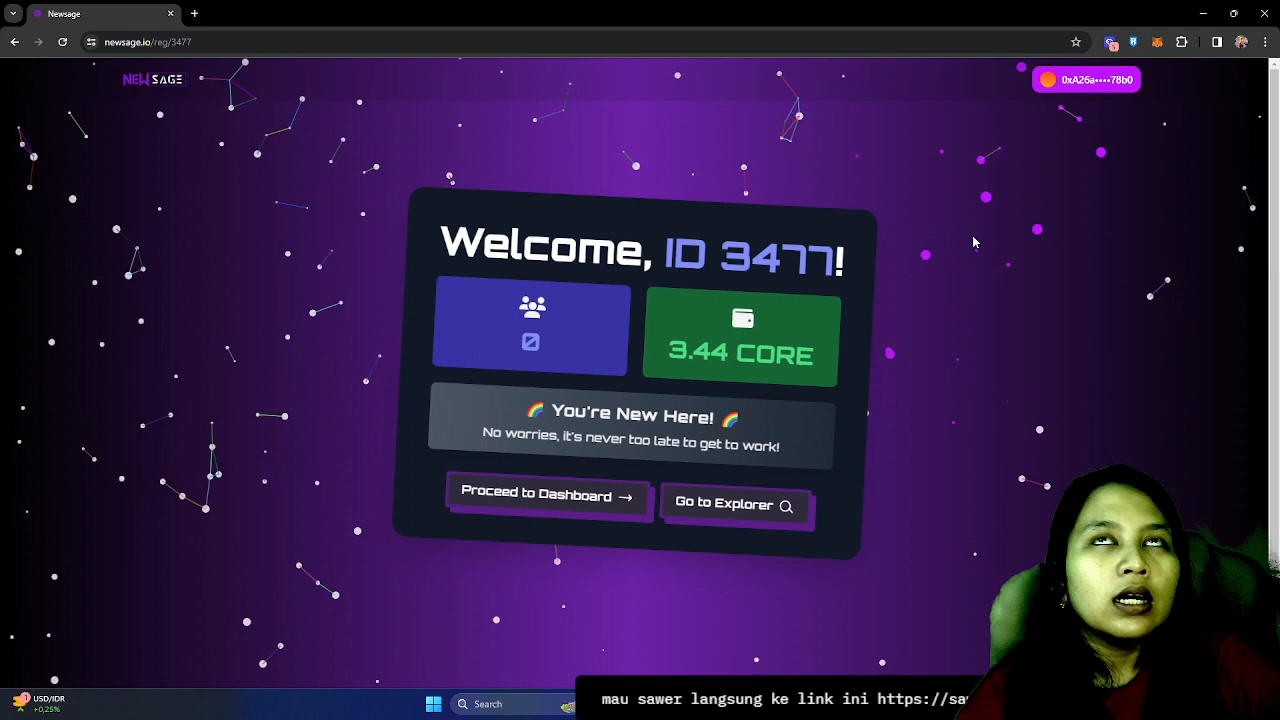 Newsage
newsage.io/reg/3477
NEW SAGE
0xA26a••••78b0
Welcome, ID 3477!
0
3.44 CORE
🌈 You're New Here! 🌈
No worries, it's never too late to get to work!
Proceed to Dashboard →
Go to Explorer
USD/IDR
+0,25%
Search
mau sawer langsung ke link ini https://sa